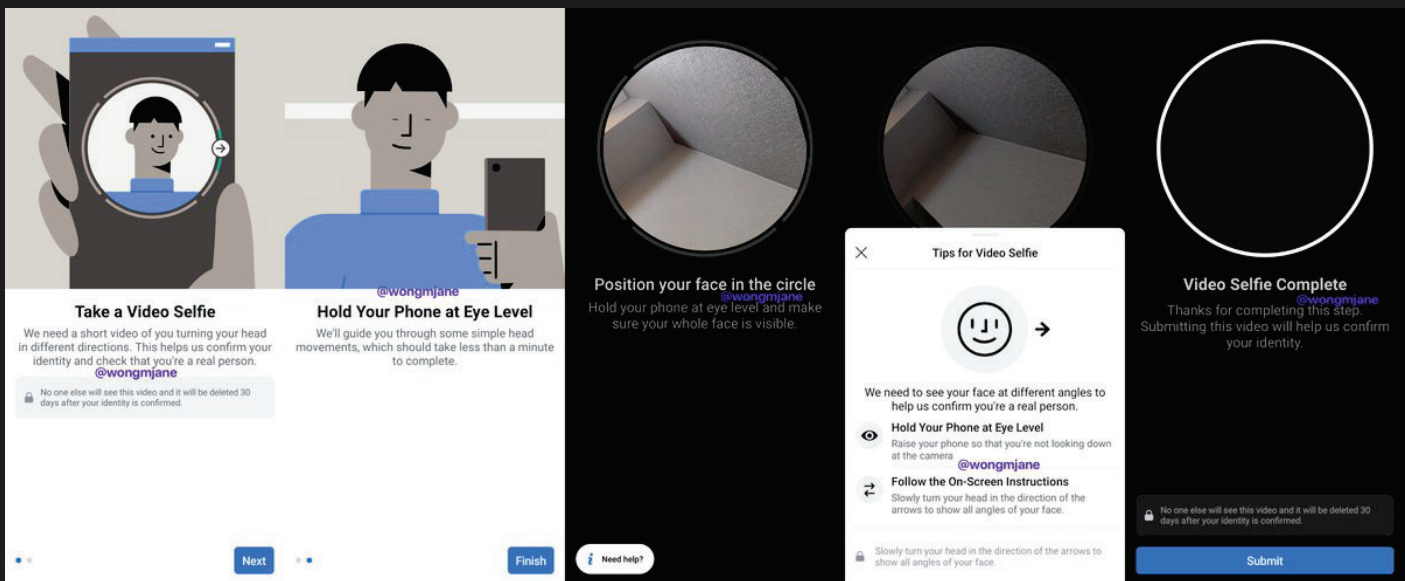 Take a Video Selfie
We need a short video of you turning your head
in different directions. This helps us confirm your
identity and check that you're a real person.
@wongmjane
No one else will see this video and it will be deleted 30
days after your identity is confirmed.
Next
@wongmjane
Hold Your Phone at Eye Level
We'll guide you through some simple head
movements, which should take less than a minute
to complete.
Finish
Position your face in the circle
@wongmjane
Hold your phone at eye level and make
sure your whole face is visible.
Need help?
Tips for Video Selfie
We need to see your face at different angles to
help us confirm you're a real person.
Hold Your Phone at Eye Level
Raise your phone so that you're not looking down
at the camera
@wongmjane
Follow the On-Screen Instructions
Slowly turn your head in the direction of the
arrows to show all angles of your face.
Slowly turn your head in the direction of the arrows to
show all angles of your face.
Video Selfie Complete
@wongmjane
Thanks for completing this step.
Submitting this video will help us confirm
your identity.
No one else will see this video and it will be deleted 30
days after your identity is confirmed.
Submit